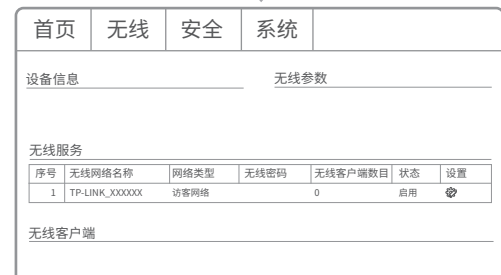 首页 无线 安全 系统
设备信息 无线参数
无线服务
序号 无线网络名称 网络类型 无线密码 无线客户端数目 状态 设置
1 TP-LINK_XXXXXX 访客网络 0 启用
无线客户端